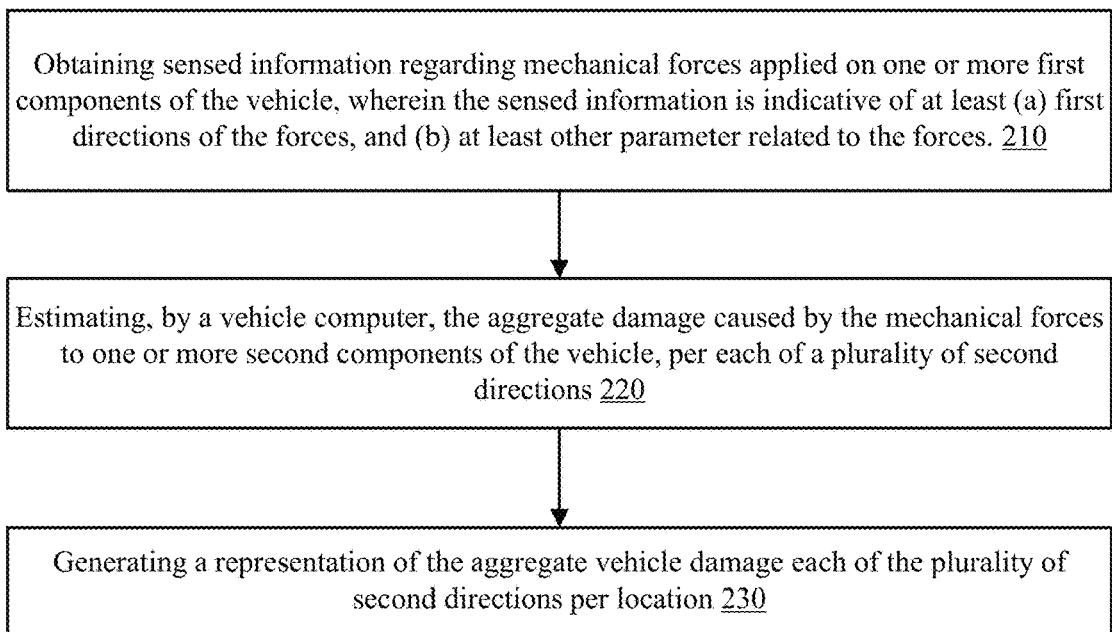 Obtaining sensed information regarding mechanical forces applied on one or more first
components of the vehicle, wherein the sensed information is indicative of at least (a) first
directions of the forces, and (b) at least other parameter related to the forces. 210
Estimating, by a vehicle computer, the aggregate damage caused by the mechanical forces
to one or more second components of the vehicle, per each of a plurality of second
directions 220
Generating a representation of the aggregate vehicle damage each of the plurality of
second directions per location 230